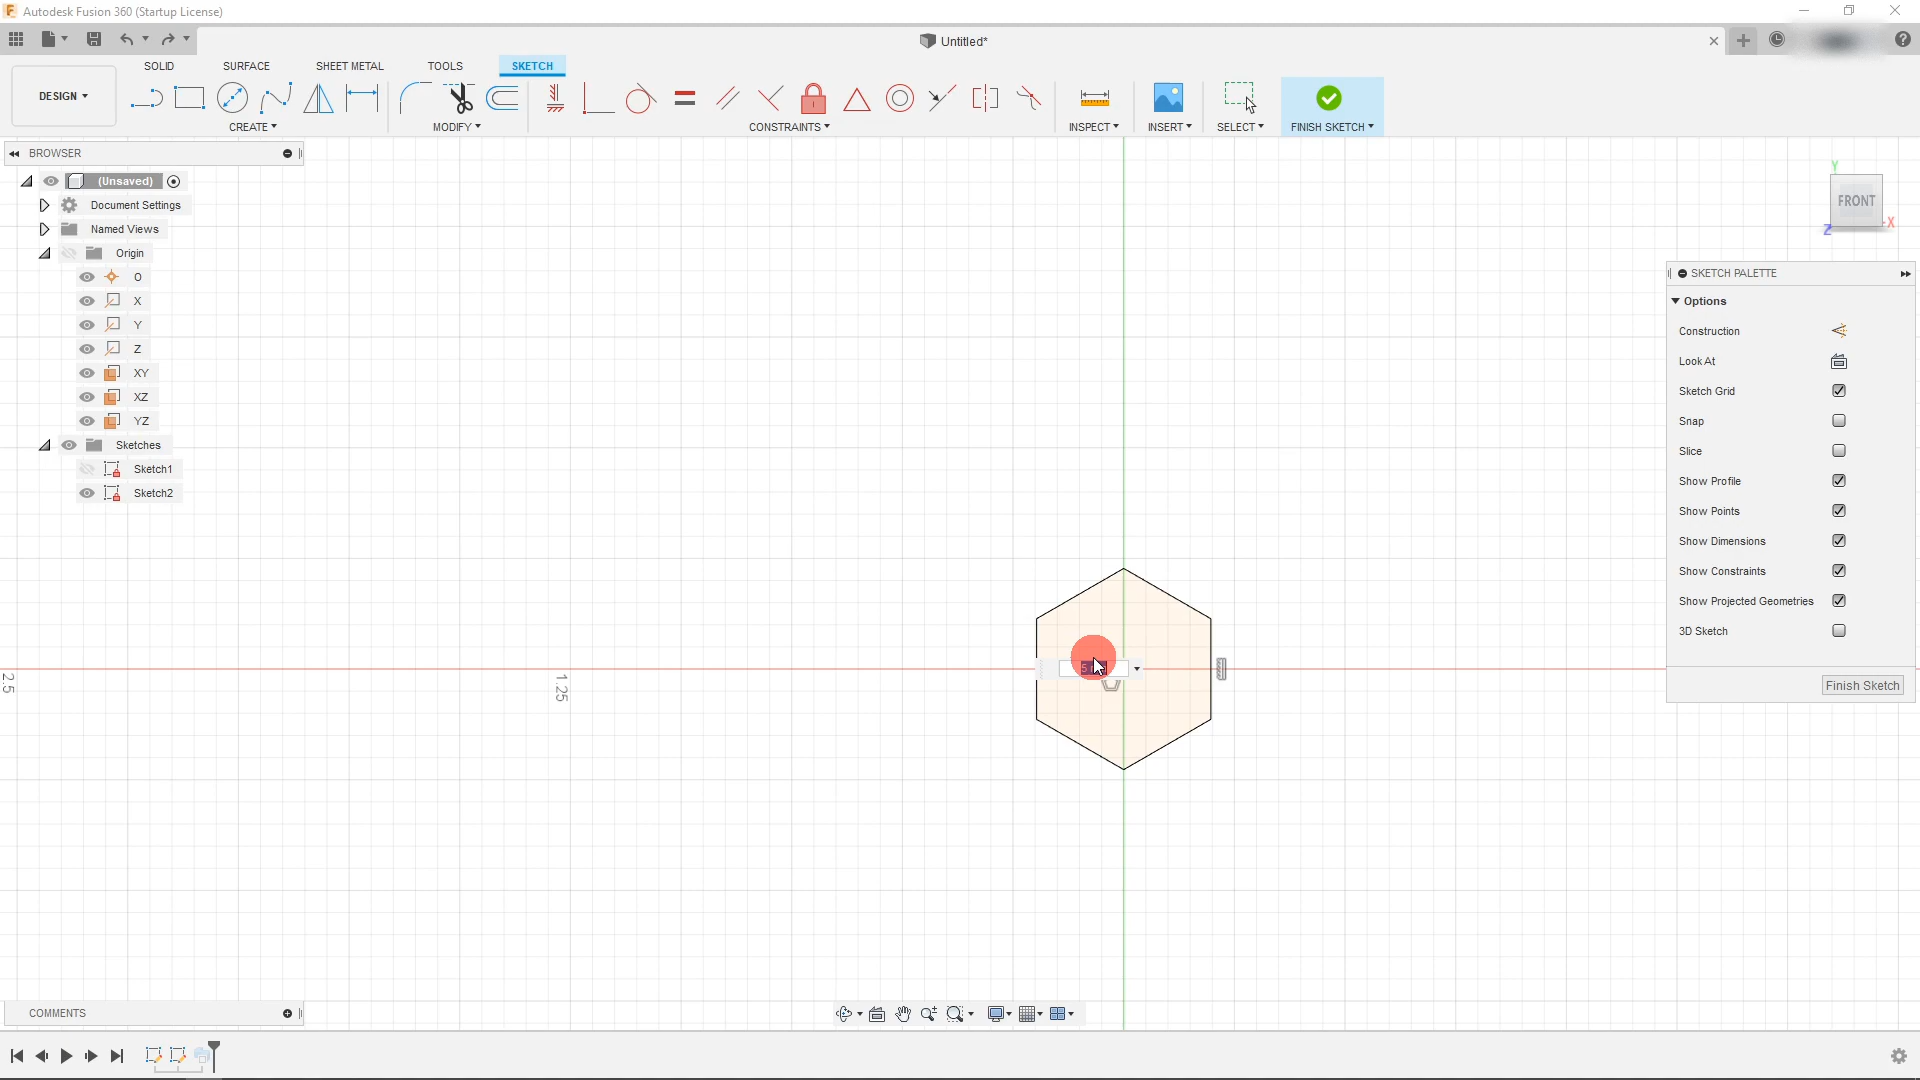 Autodesk Fusion 360 (Startup License)
Untitled*
SOLID
SURFACE
SHEET METAL
TOOLS
SKETCH
DESIGN
CREATE
MODIFY
CONSTRAINTS
INSPECT
INSERT
SELECT
FINISH SKETCH
BROWSER
(Unsaved)
Document Settings
Named Views
Origin
O
X
Y
Z
XY
XZ
YZ
Sketches
Sketch1
Sketch2
Y
FRONT
X
Z
SKETCH PALETTE
Options
Construction
Look At
Sketch Grid
Snap
Slice
Show Profile
Show Points
Show Dimensions
Show Constraints
Show Projected Geometries
3D Sketch
Finish Sketch
2.5
1.25
COMMENTS